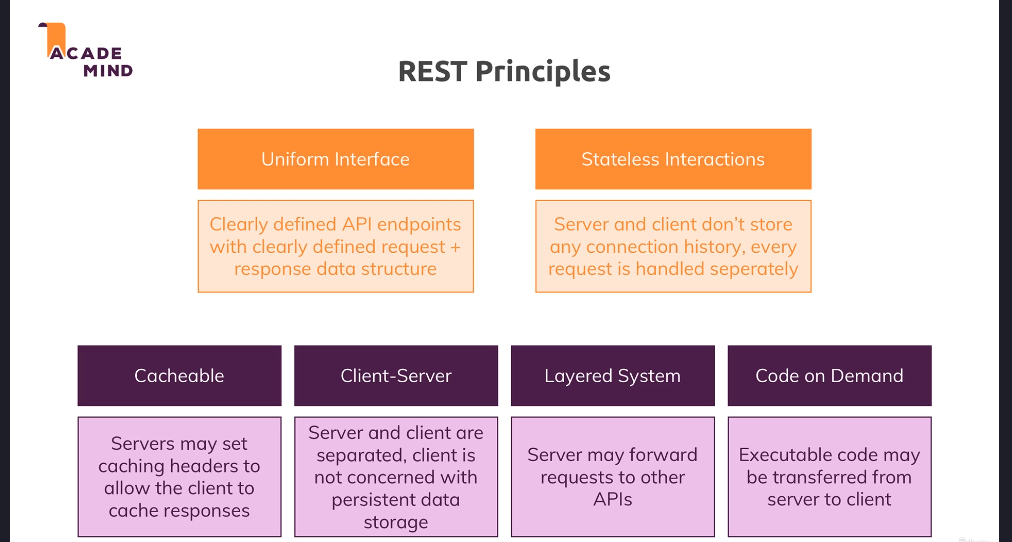 ACADE
MIND
REST Principles
Uniform Interface
Clearly defined API endpoints
with clearly defined request +
response data structure
Stateless Interactions
Server and client don't store
any connection history, every
request is handled seperately
Cacheable
Servers may set
caching headers to
allow the client to
cache responses
Client-Server
Server and client are
separated, client is
not concerned with
persistent data
storage
Layered System
Server may forward
requests to other
APIs
Code on Demand
Executable code may
be transferred from
server to client